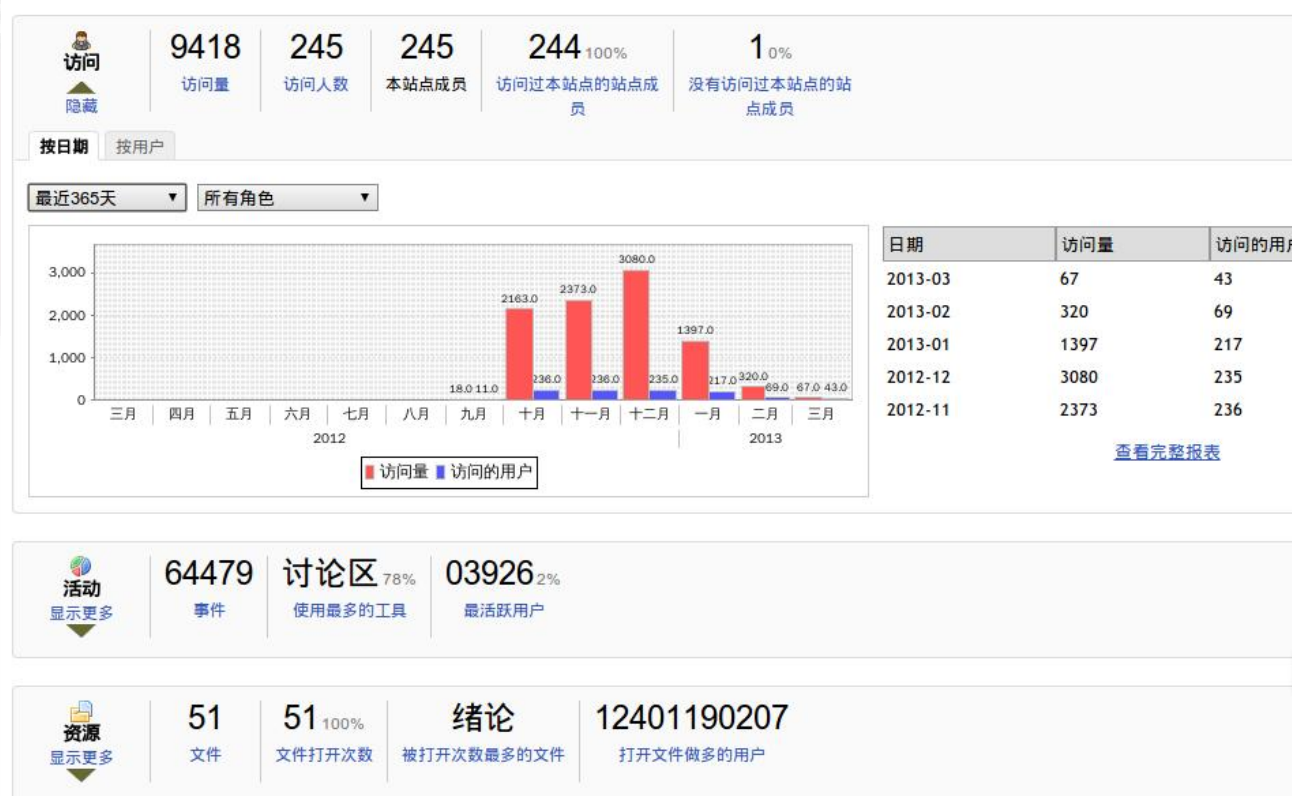 访问
隐藏
9418
访问量
245
访问人数
245
本站点成员
244 100%
访问过本站点的站点成
员
1 0%
没有访问过本站点的站
点成员
按日期 按用户
最近365天 ▼ 所有角色 ▼
3,000
2,000
1,000
0
18.0 11.0
2163.0
236.0
2373.0
236.0
3080.0
235.0
1397.0
217.0
320.0
69.0
67.0 43.0
三月 四月 五月 六月 七月 八月 九月 十月 十一月 十二月 一月 二月 三月
2012 2013
访问量 访问的用户
日期 访问量 访问的用
2013-03 67 43
2013-02 320 69
2013-01 1397 217
2012-12 3080 235
2012-11 2373 236
查看完整报表
活动
显示更多
64479
事件
讨论区 78%
使用最多的工具
03926 2%
最活跃用户
资源
显示更多
51
文件
51 100%
文件打开次数
绪论
被打开次数最多的文件
12401190207
打开文件做多的用户